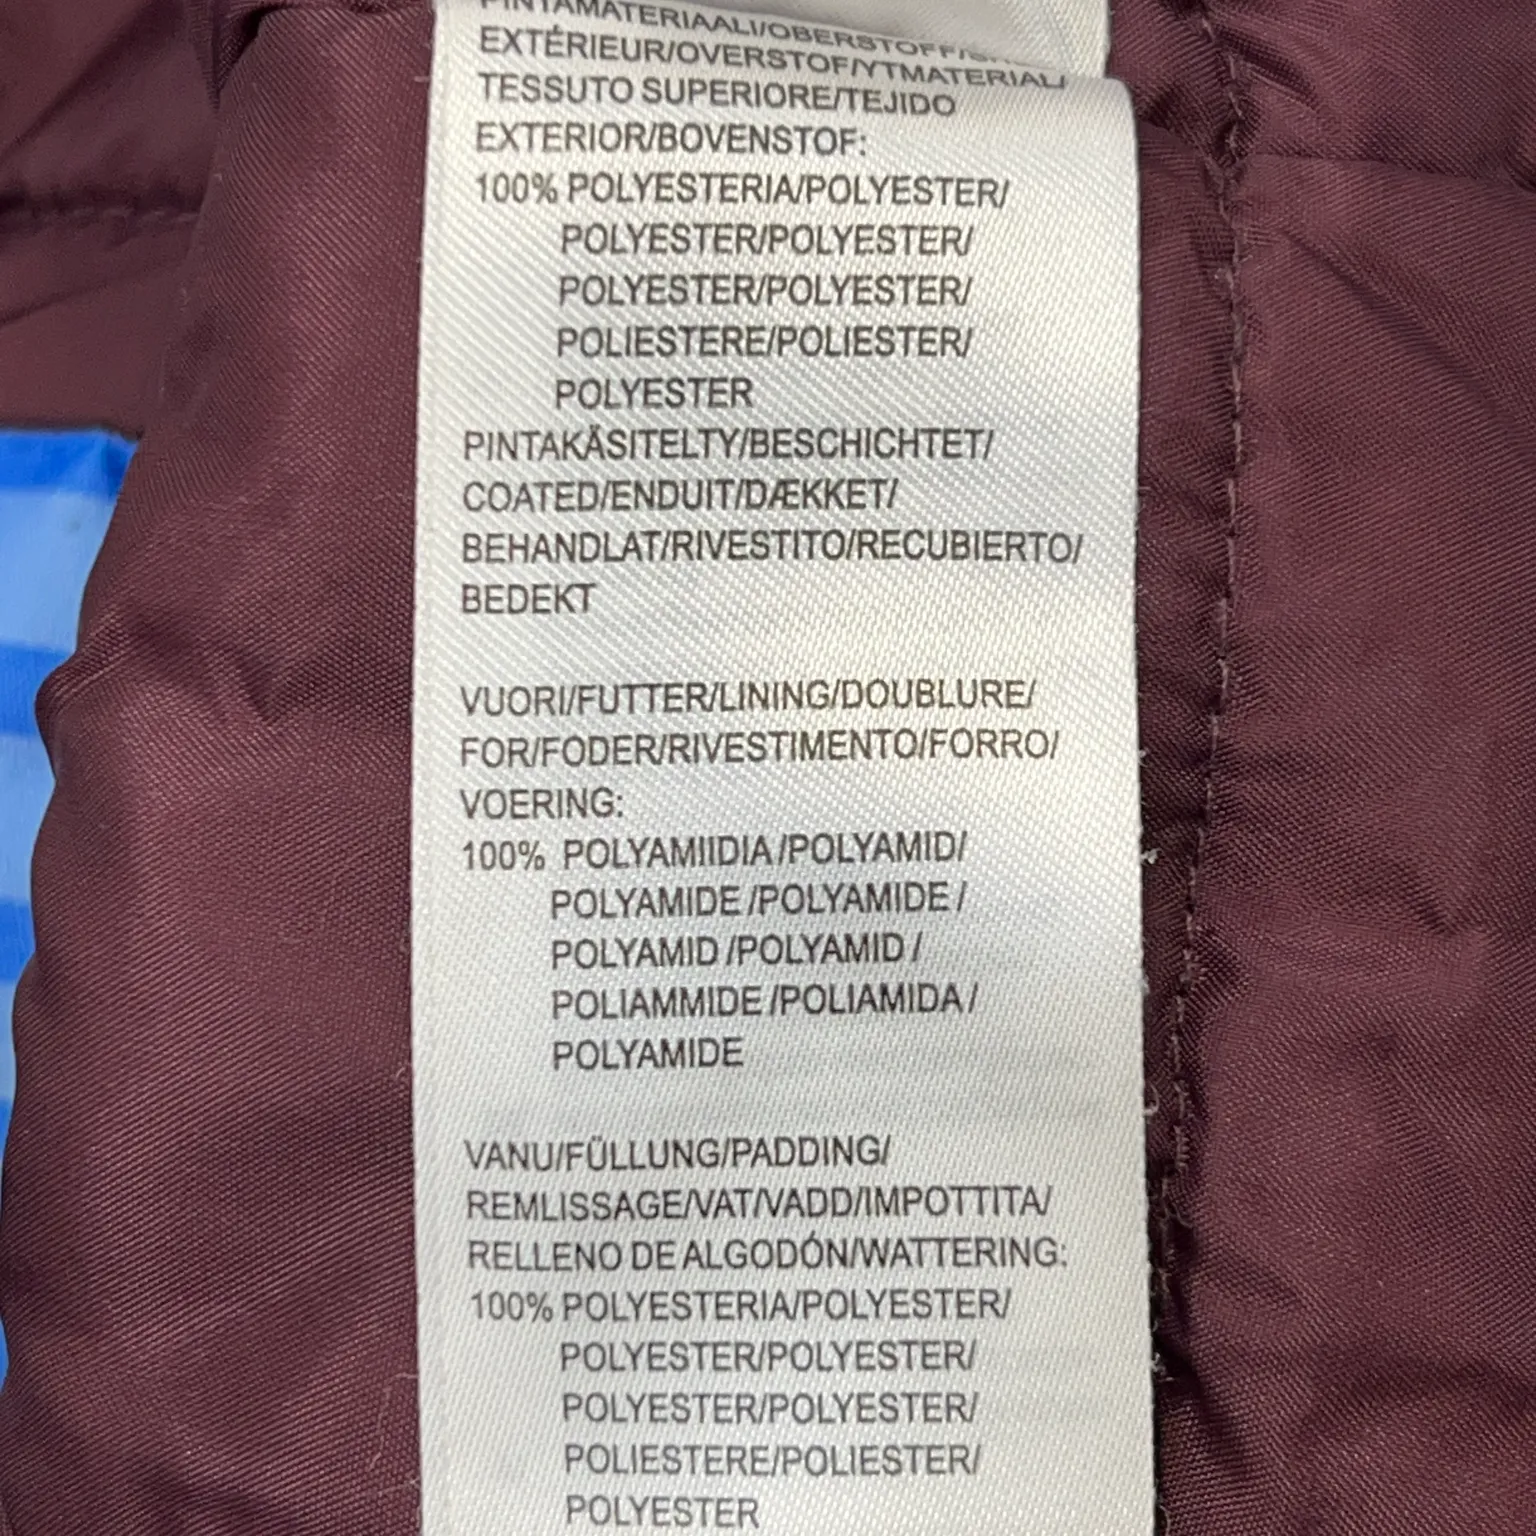 PINTAMATERIAALI/OBERSTOFF/
EXTÉRIEUR/OVERSTOF/YTMATERIAL/
TESSUTO SUPERIORE/TEJIDO
EXTERIOR/BOVENSTOF:
100% POLYESTERIA/POLYESTER/
POLYESTER/POLYESTER/
POLYESTER/POLYESTER/
POLIESTERE/POLIESTER/
POLYESTER
PINTAKÄSITELTY/BESCHICHTET/
COATED/ENDUIT/DÆKKET/
BEHANDLAT/RIVESTITO/RECUBIERTO/
BEDEKT
VUORI/FUTTER/LINING/DOUBLURE/
FOR/FODER/RIVESTIMENTO/FORRO/
VOERING:
100% POLYAMIIDIA/POLYAMID/
POLYAMIDE/POLYAMIDE/
POLYAMID/POLYAMID/
POLIAMMIDE/POLIAMIDA/
POLYAMIDE
VANU/FÜLLUNG/PADDING/
REMLISSAGE/VAT/VADD/IMPOTTITA/
RELLENO DE ALGODÓN/WATTERING:
100% POLYESTERIA/POLYESTER/
POLYESTER/POLYESTER/
POLYESTER/POLYESTER/
POLIESTERE/POLIESTER/
POLYESTER